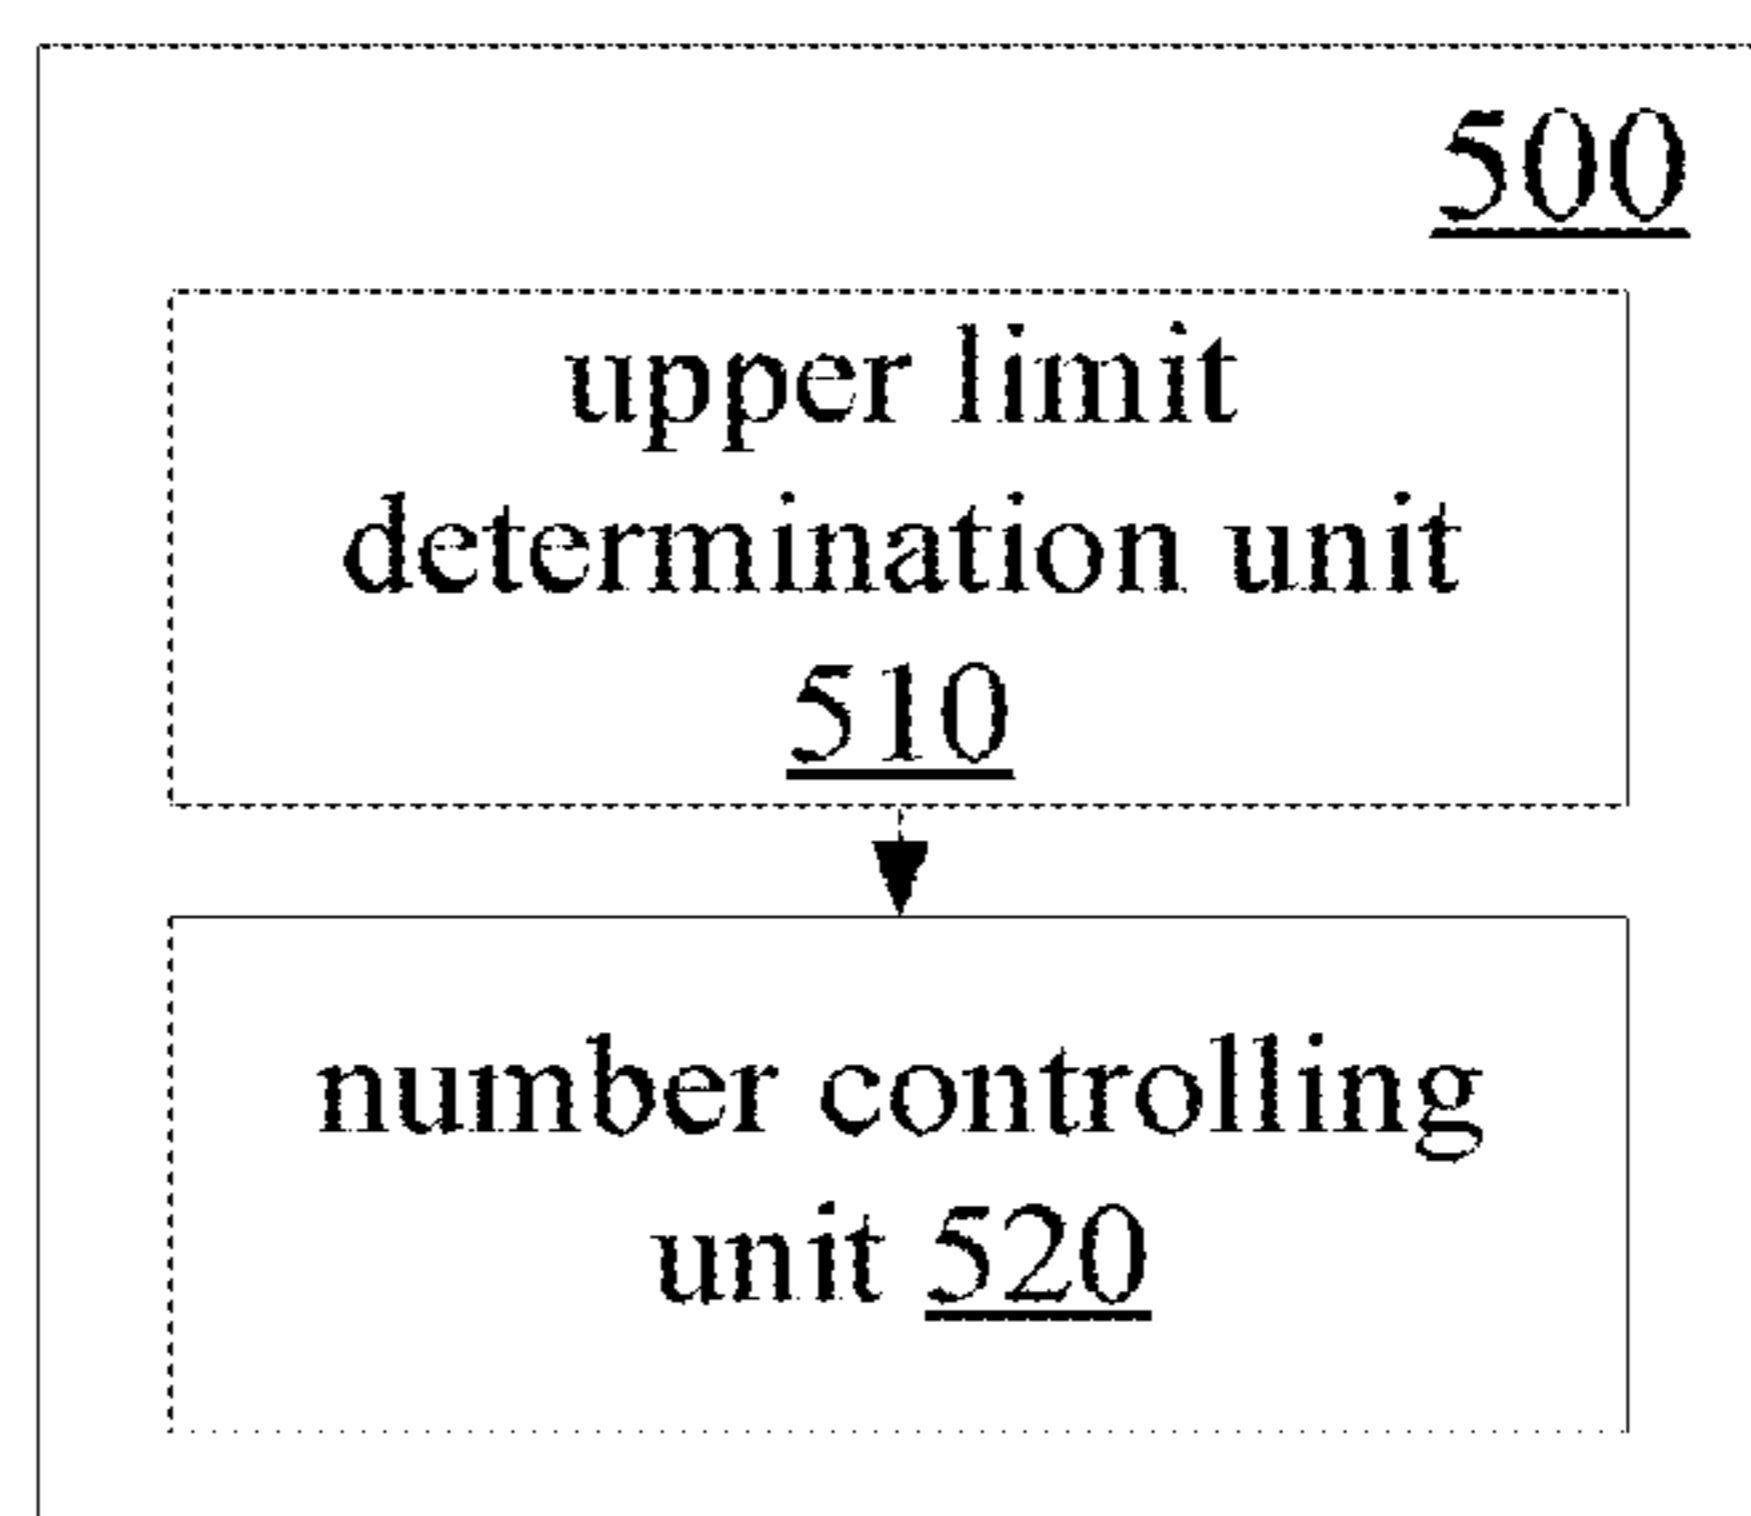 500
upper limit
determination unit
510
number controlling
unit 520